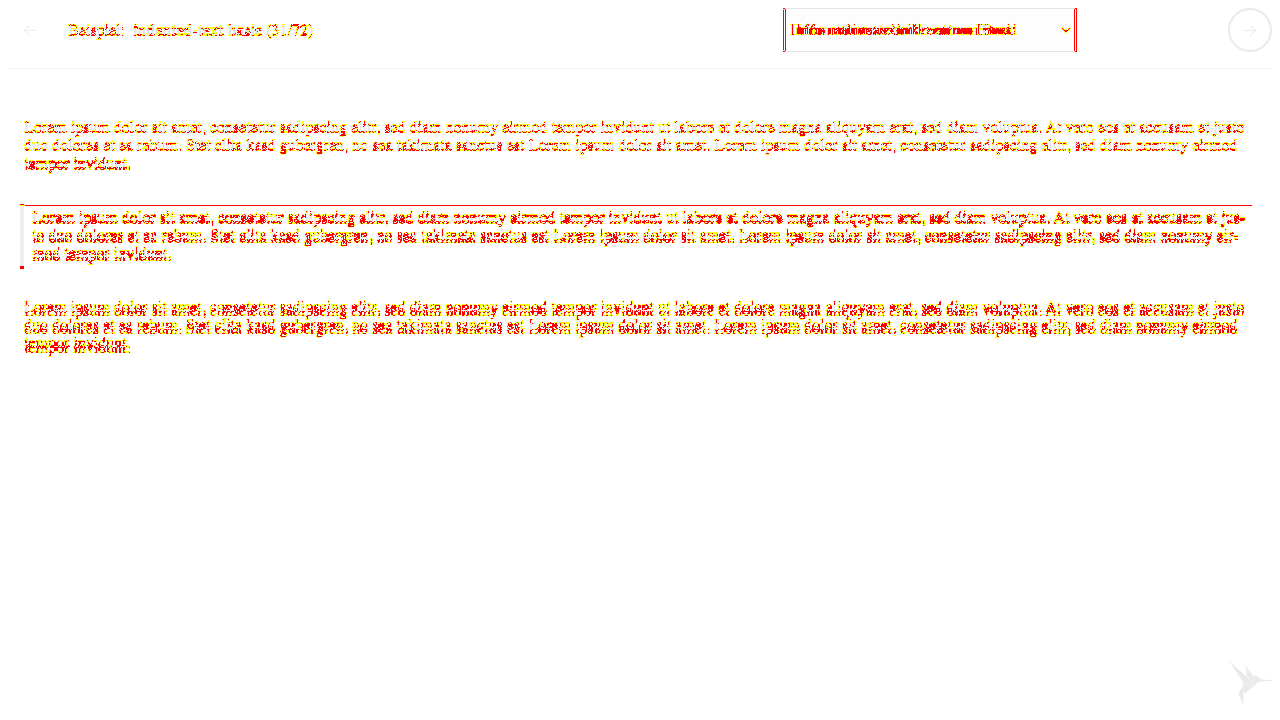 Beispiel: indented-text basic (31/72)
Lorem ipsum dolor sit amet, consetetur sadipscing elitr, sed diam nonumy eirmod tempor invidunt ut labore et dolore magna aliquyam erat, sed diam voluptua. At vero eos et accusam et justo
duo dolores et ea rebum. Stet clita kasd gubergren, no sea takimata sanctus est Lorem ipsum dolor sit amet. Lorem ipsum dolor sit amet, consetetur sadipscing elitr, sed diam nonumy eirmod
tempor invidunt.
Lorem ipsum dolor sit amet, consetetur sadipscing elitr, sed diam nonumy eirmod tempor invidunt ut labore et dolore magna aliquyam erat, sed diam voluptua. At vero eos et accusam et jus-
to duo dolores et ea rebum. Stet clita kasd gubergren, no sea takimata sanctus est Lorem ipsum dolor sit amet. Lorem ipsum dolor sit amet, consetetur sadipscing elitr, sed diam nonumy eir-
mod tempor invidunt.
Lorem ipsum dolor sit amet, consetetur sadipscing elitr, sed diam nonumy eirmod tempor invidunt ut labore et dolore magna aliquyam erat, sed diam voluptua. At vero eos et accusam et justo
duo dolores et ea rebum. Stet clita kasd gubergren, no sea takimata sanctus est Lorem ipsum dolor sit amet. Lorem ipsum dolor sit amet, consetetur sadipscing elitr, sed diam nonumy eirmod
tempor invidunt.